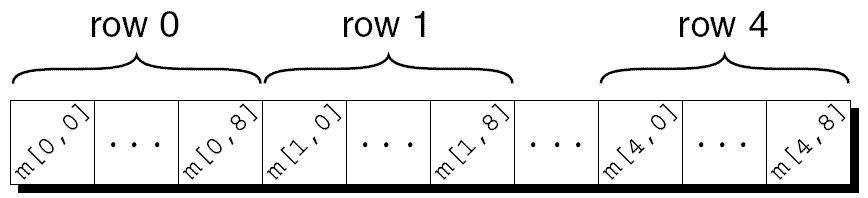 row 0 row 1 row 4
m[0,0] ... m[0,8] m[1,0] ... m[1,8] ... m[4,0] ... m[4,8]